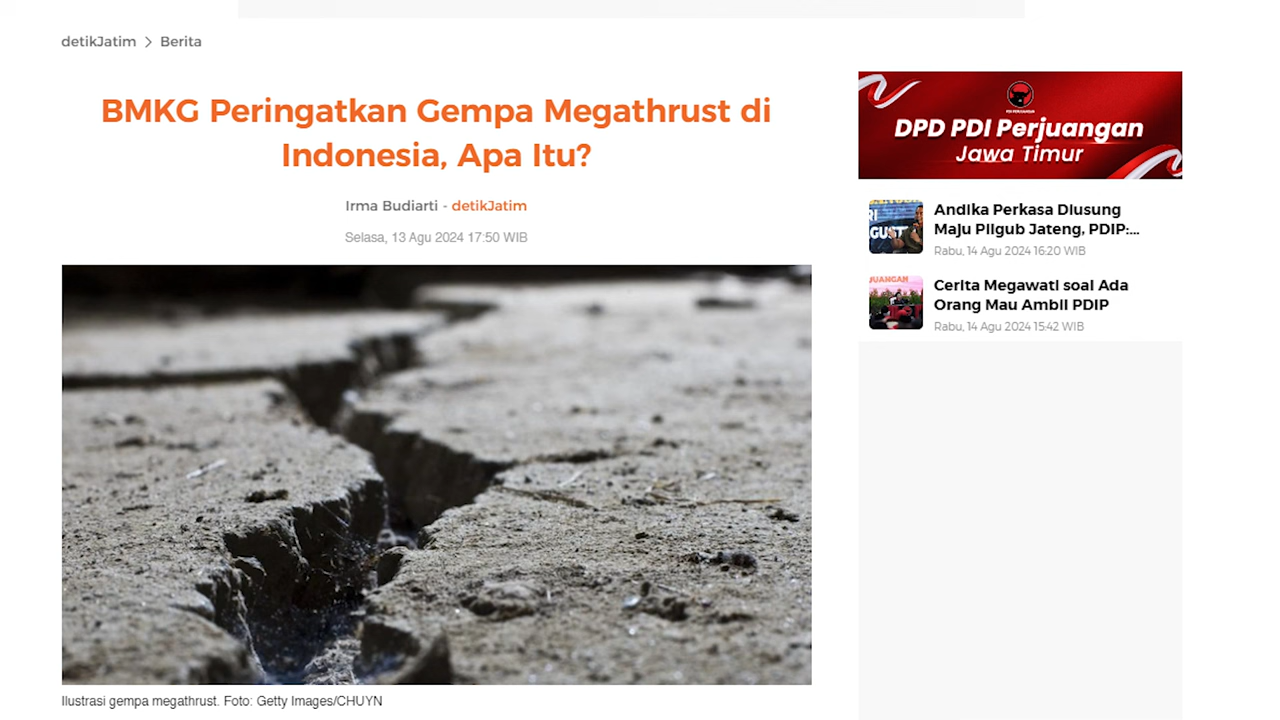 detikJatim > Berita
BMKG Peringatkan Gempa Megathrust di
Indonesia, Apa Itu?
Irma Budiarti - detikJatim
Selasa, 13 Agu 2024 17:50 WIB
Ilustrasi gempa megathrust. Foto: Getty Images/CHUYN
PDI PERJUANGAN
DPD PDI Perjuangan
Jawa Timur
Andika Perkasa Diusung
Maju Pilgub Jateng, PDIP:...
Rabu, 14 Agu 2024 16:20 WIB
Cerita Megawati soal Ada
Orang Mau Ambil PDIP
Rabu, 14 Agu 2024 15:42 WIB